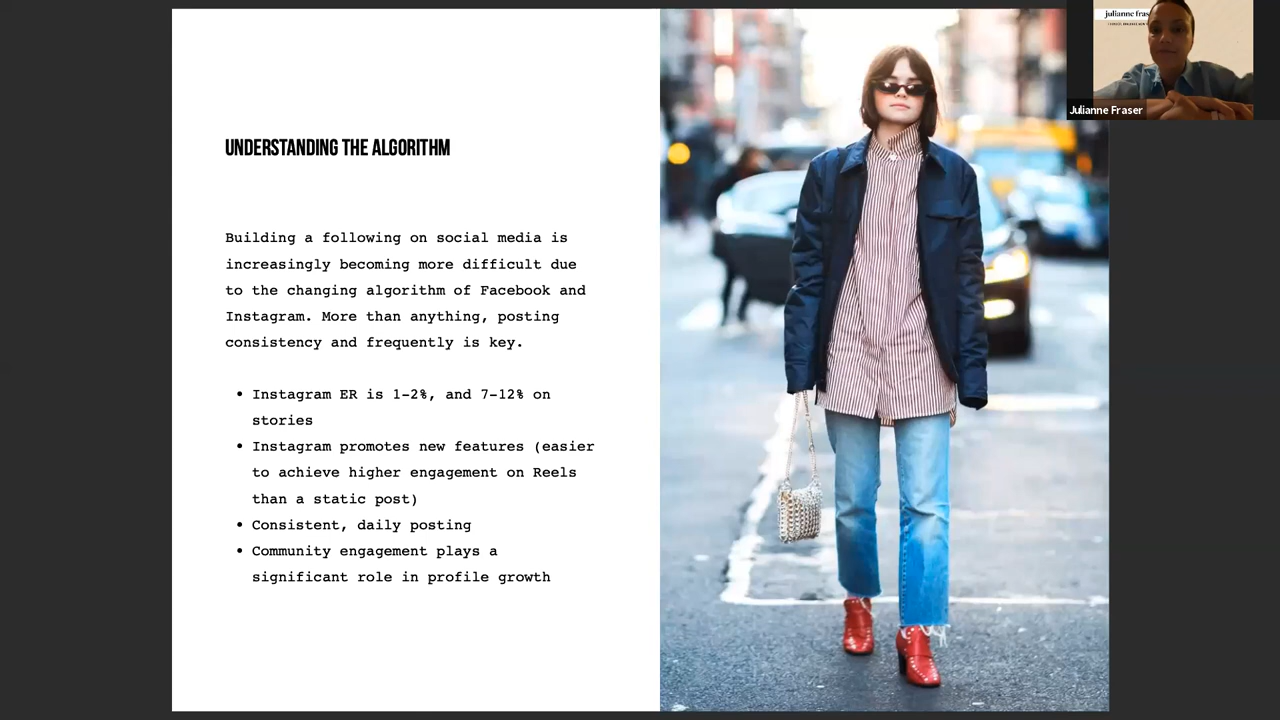 UNDERSTANDING THE ALGORITHM
Building a following on social media is
increasingly becoming more difficult due
to the changing algorithm of Facebook and
Instagram. More than anything, posting
consistency and frequently is key.
• Instagram ER is 1-2%, and 7-12% on
stories
• Instagram promotes new features (easier
to achieve higher engagement on Reels
than a static post)
• Consistent, daily posting
• Community engagement plays a
significant role in profile growth
julianne fras
Julianne Fraser